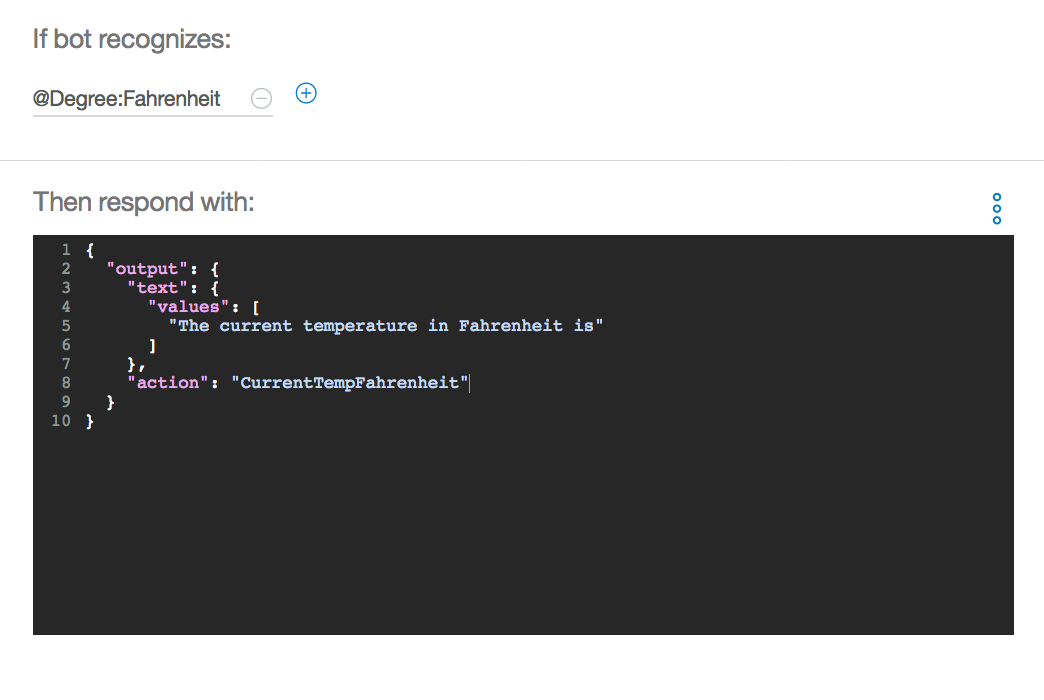 If bot recognizes:
@Degree:Fahrenheit
Then respond with:
1 {
2   "output": {
3     "text": {
4       "values": [
5         "The current temperature in Fahrenheit is"
6       ]
7     },
8     "action": "CurrentTempFahrenheit"
9   }
10 }